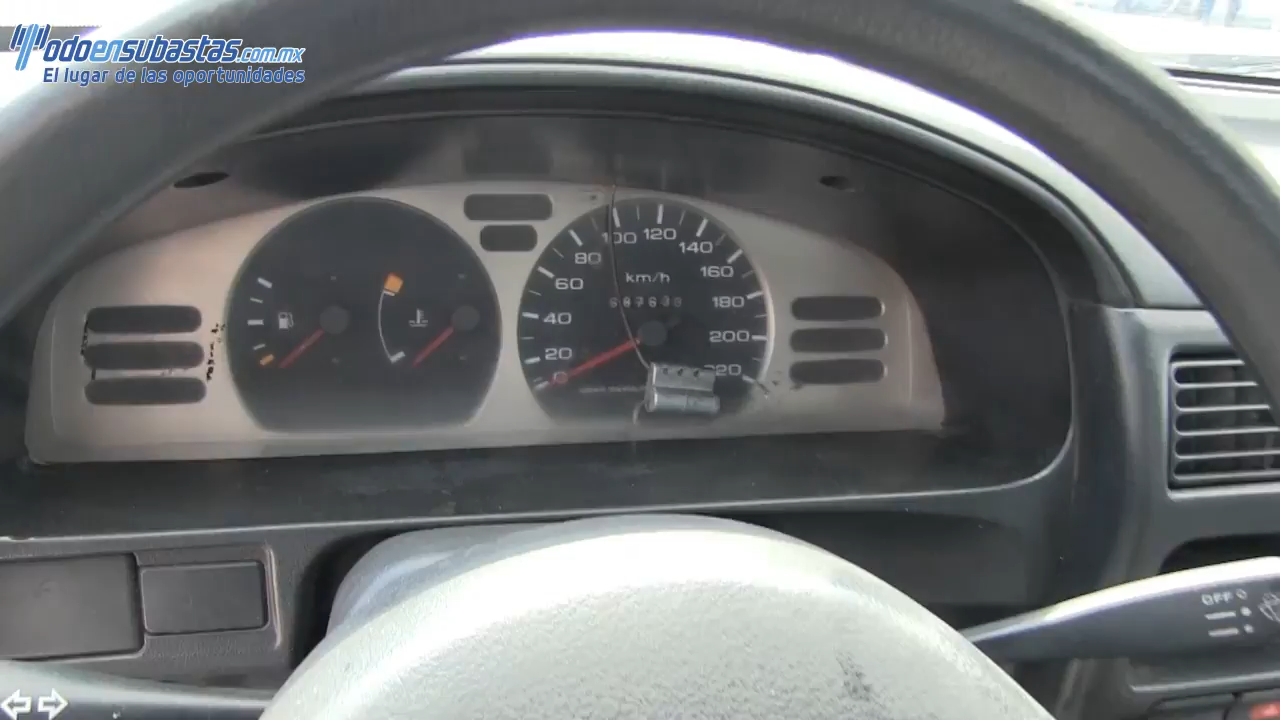 Todoensubastas.com.mx
El lugar de las oportunidades
100 120
80 140
60 km/h 160
40 180
20 200
0 220
OFF